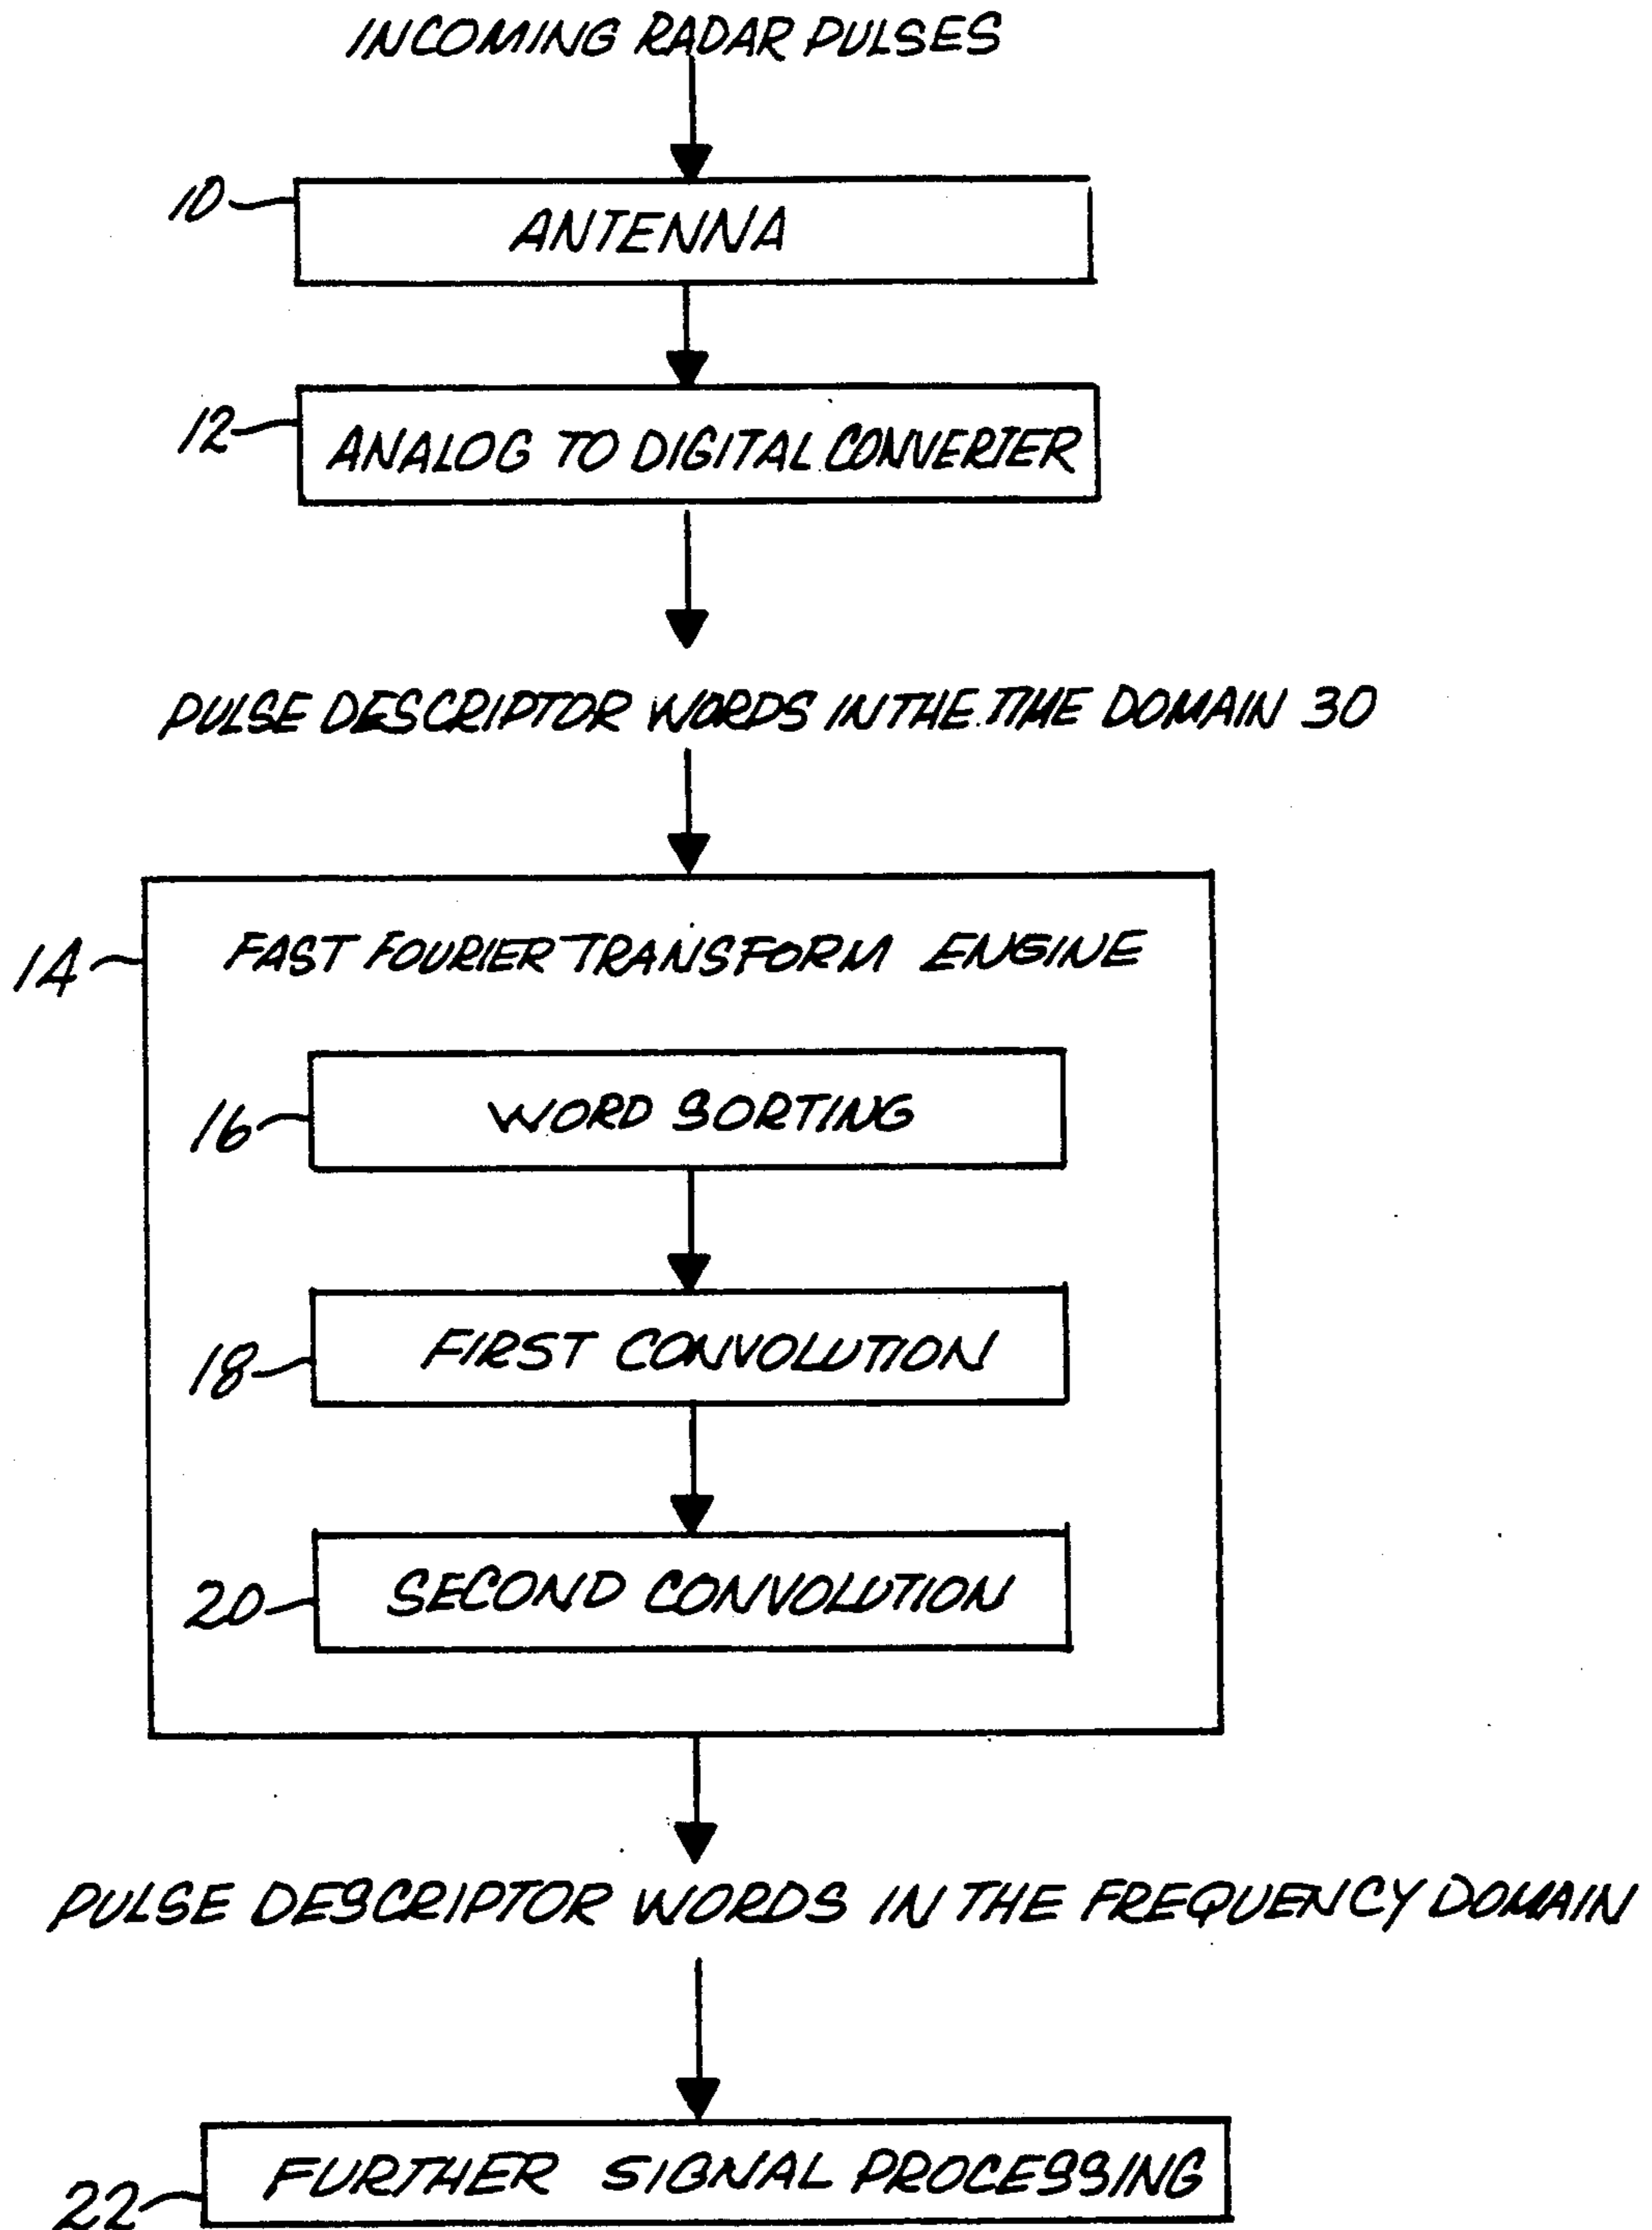 INCOMING RADAR PULSES
10
ANTENNA
12
ANALOG TO DIGITAL CONVERTER
PULSE DESCRIPTOR WORDS IN THE TIME DOMAIN 30
14
FAST FOURIER TRANSFORM ENGINE
16
WORD SORTING
18
FIRST CONVOLUTION
20
SECOND CONVOLUTION
PULSE DESCRIPTOR WORDS IN THE FREQUENCY DOMAIN
22
FURTHER SIGNAL PROCESSING